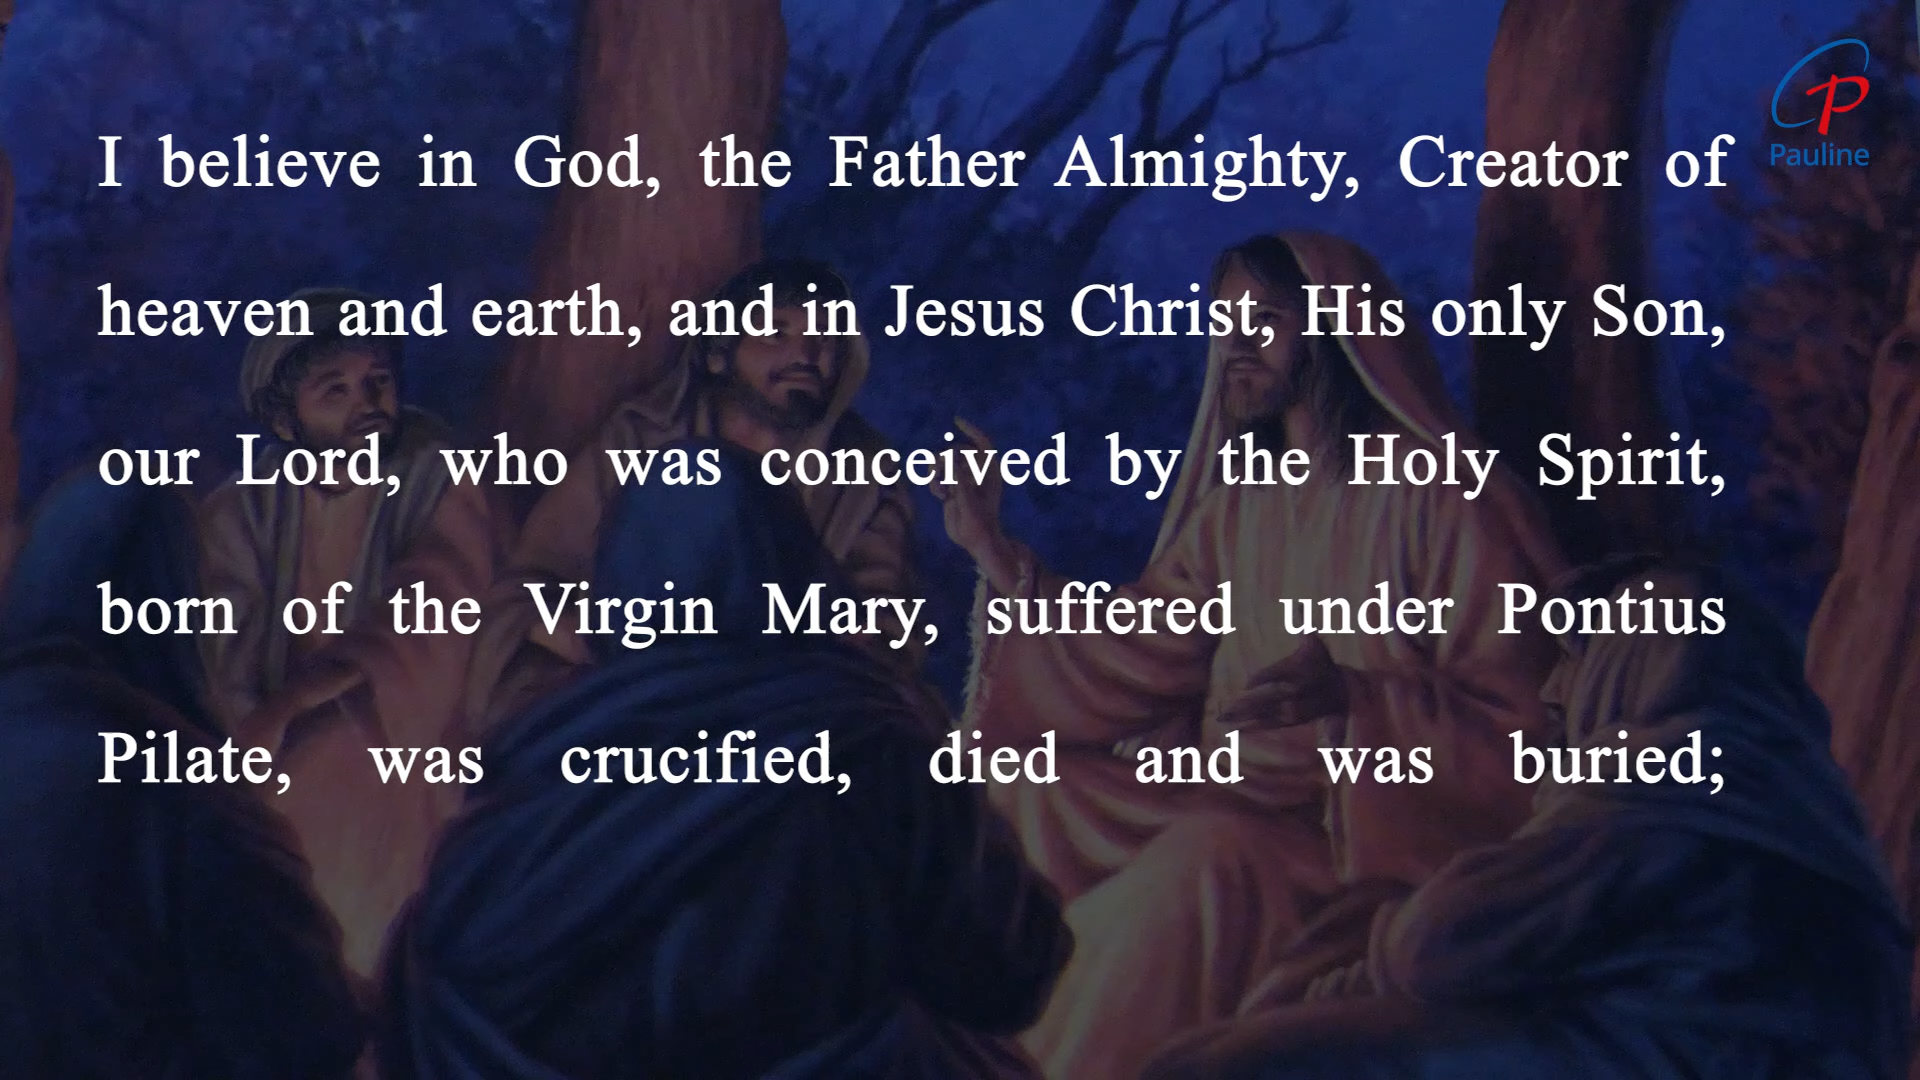 I believe in God, the Father Almighty, Creator of
heaven and earth, and in Jesus Christ, His only Son,
our Lord, who was conceived by the Holy Spirit,
born of the Virgin Mary, suffered under Pontius
Pilate, was crucified, died and was buried;
Pauline